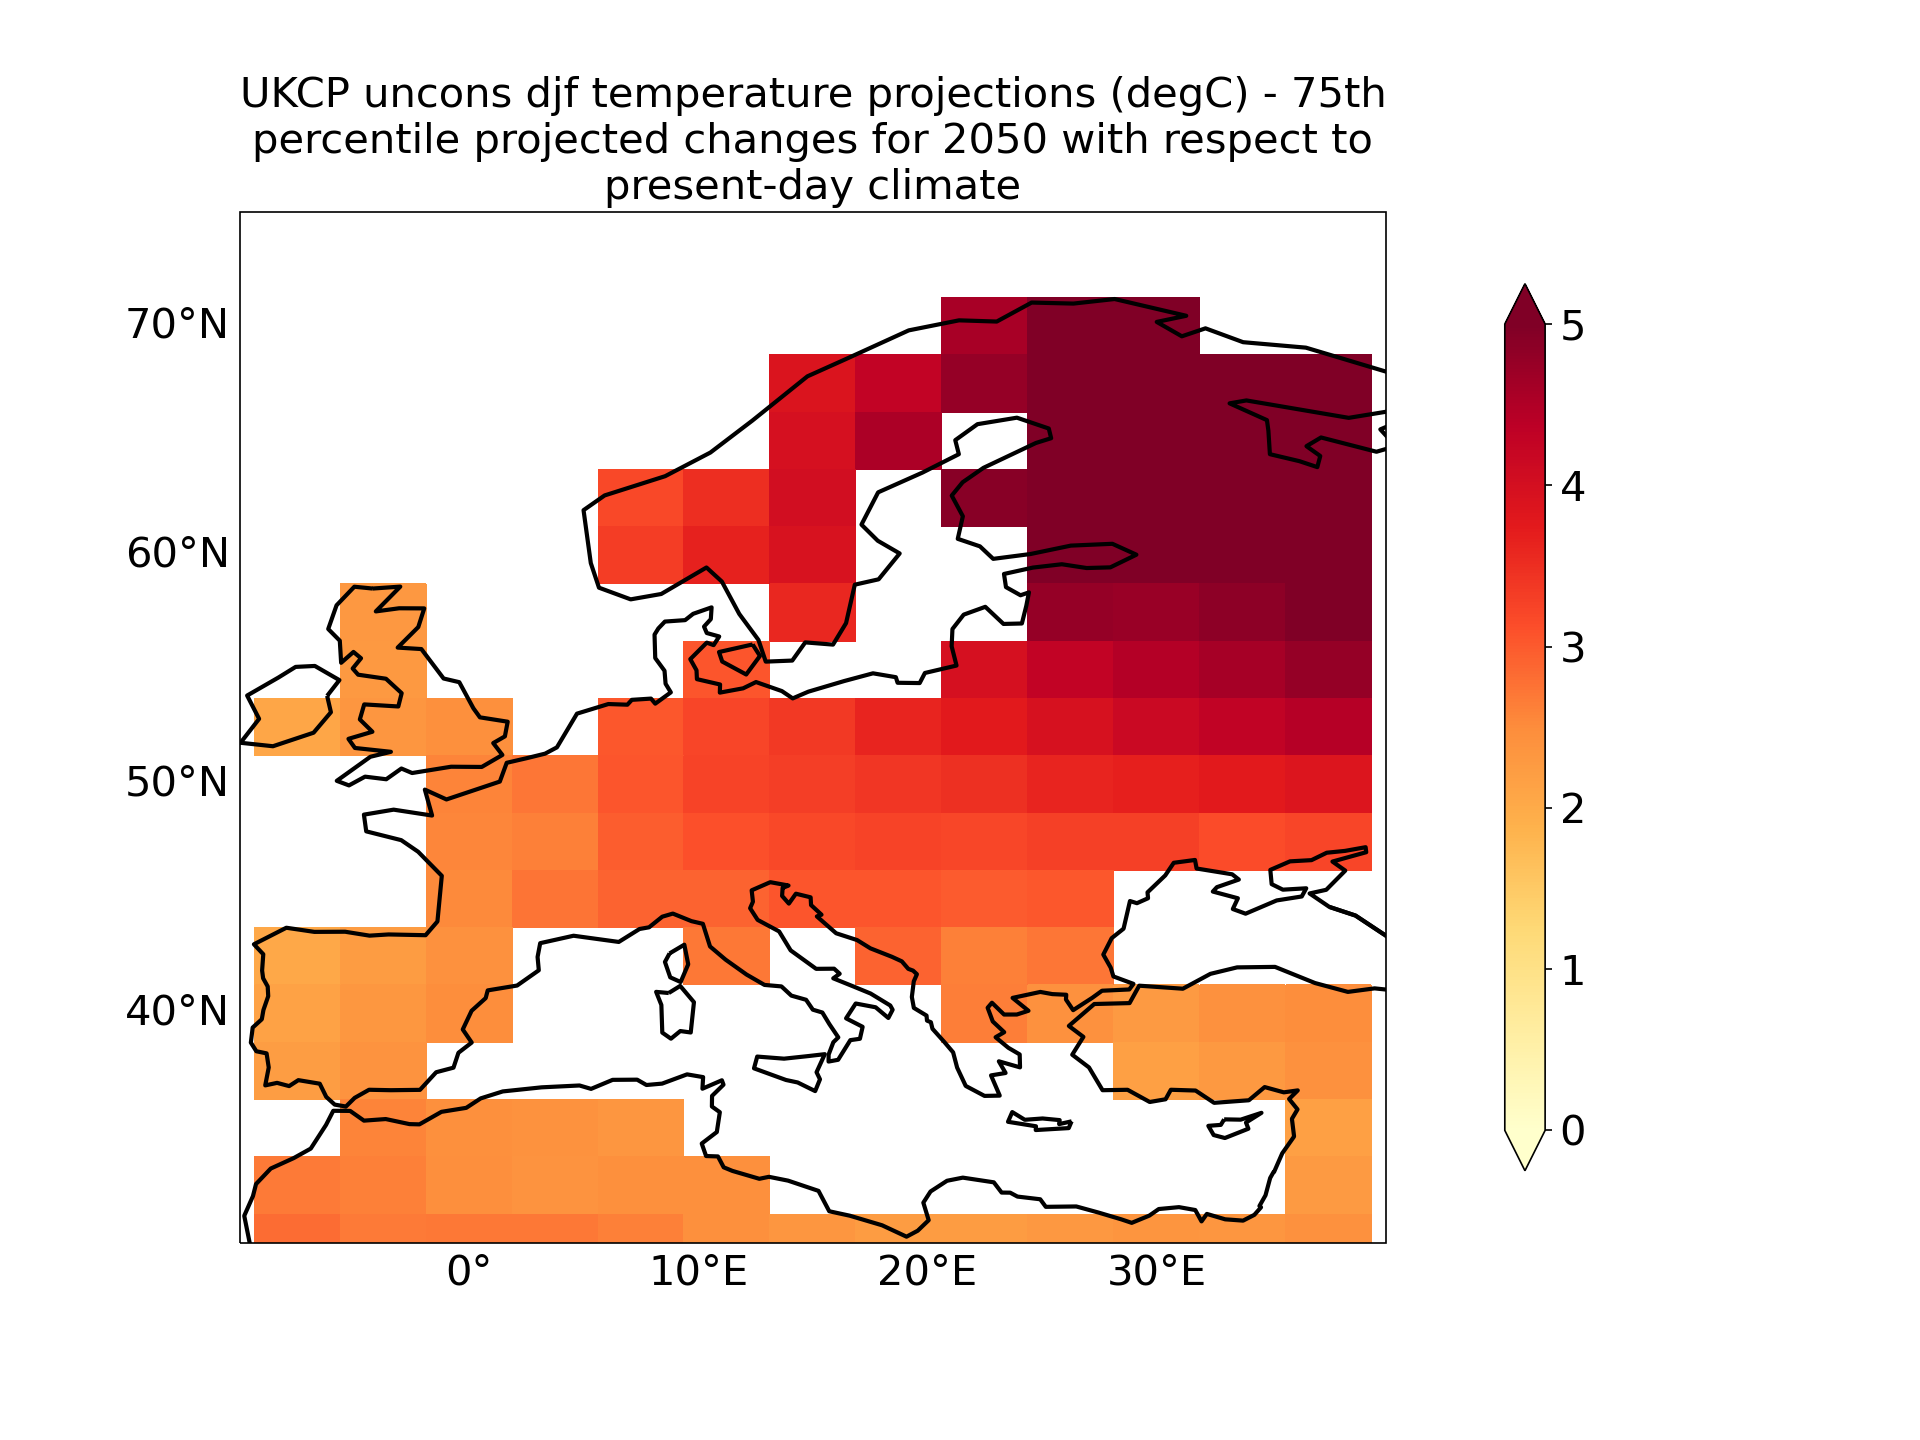 UKCP uncons djf temperature projections (degC) - 75th
percentile projected changes for 2050 with respect to
present-day climate
70°N
60°N
50°N
40°N
0°
10°E
20°E
30°E
5
4
3
2
1
0